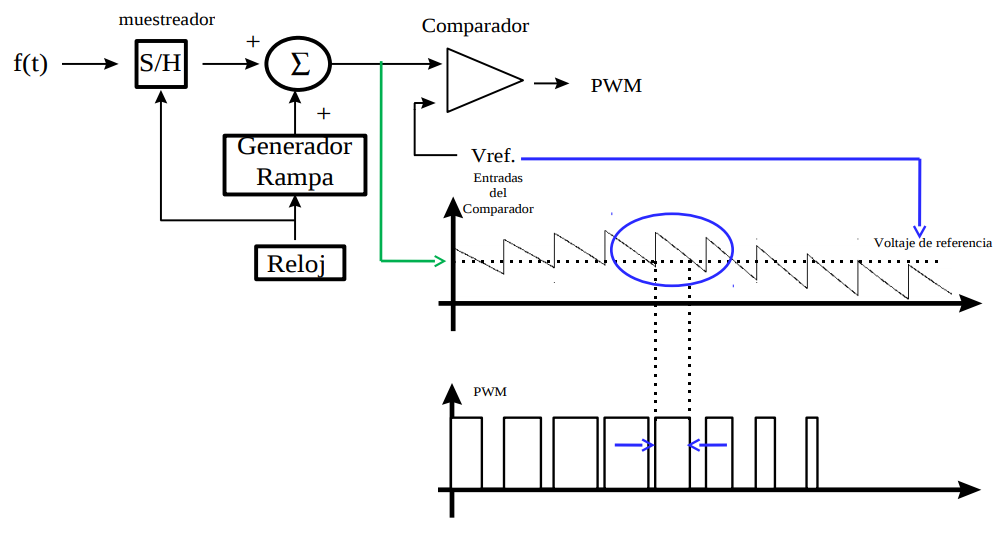 muestreador
Comparador
f(t)
S/H
+
Σ
PWM
+
Generador
Rampa
Vref.
Reloj
Entradas
del
Comparador
Voltaje de referencia
PWM